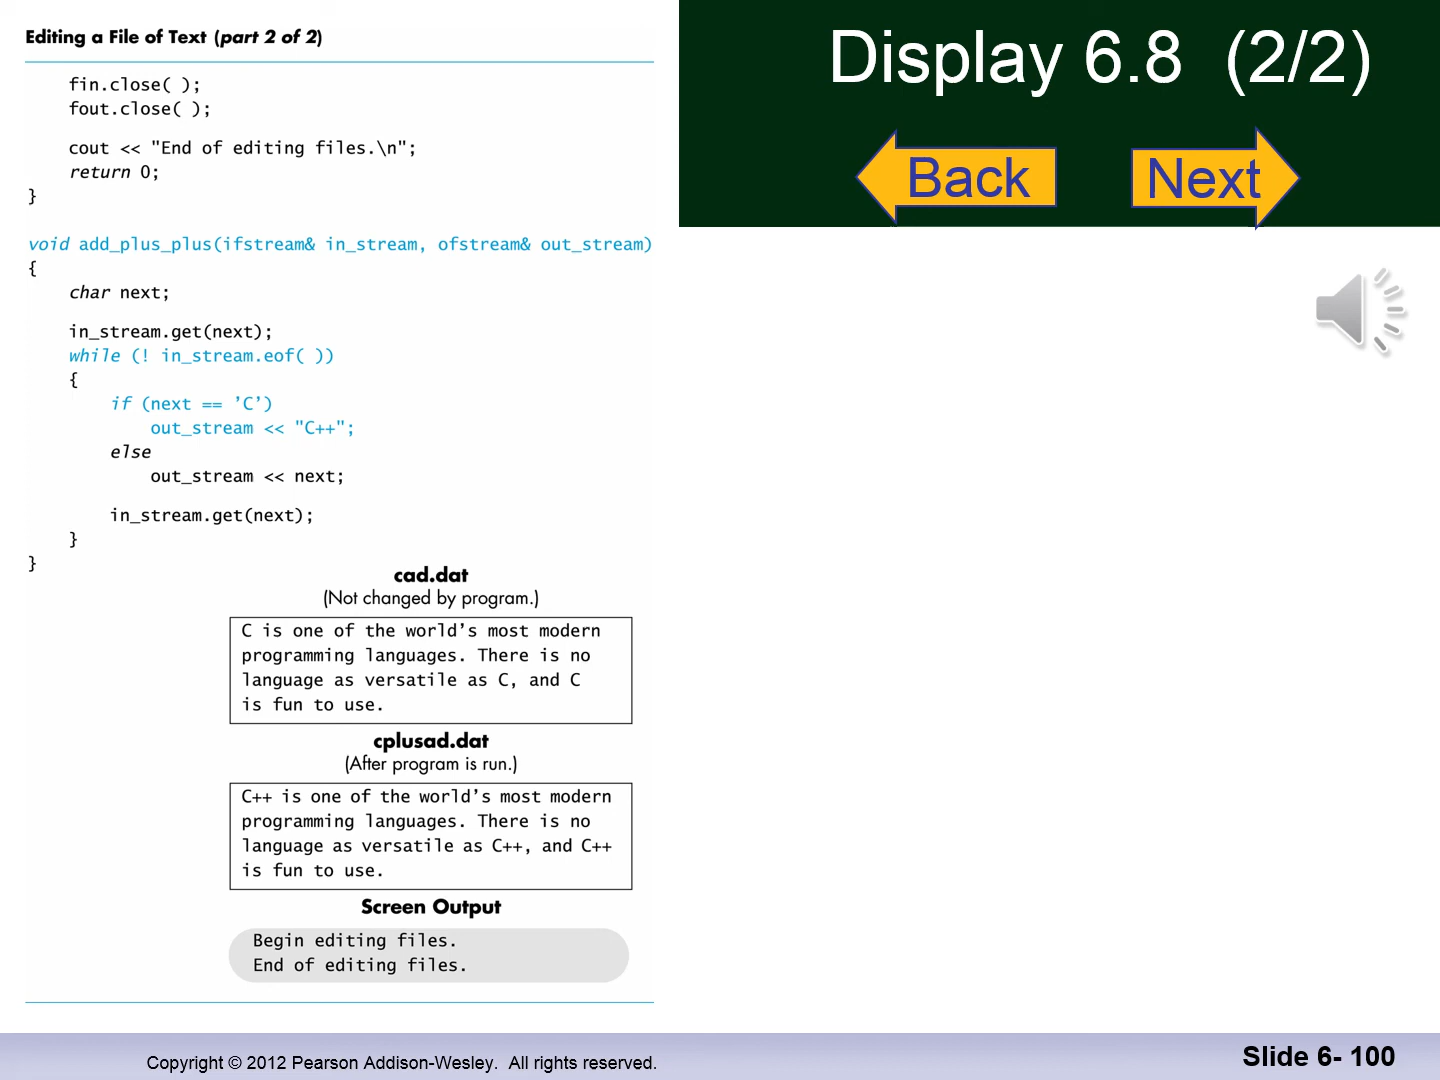 Editing a File of Text (part 2 of 2)
fin.close( );
fout.close( );
cout << "End of editing files.\n";
return 0;
}
void add_plus_plus(ifstream& in_stream, ofstream& out_stream)
{
char next;
in_stream.get(next);
while (! in_stream.eof( ))
{
if (next == ’C’)
out_stream << "C++";
else
out_stream << next;
in_stream.get(next);
}
}
cad.dat
(Not changed by program.)
C is one of the world’s most modern
programming languages. There is no
language as versatile as C, and C
is fun to use.
cplusad.dat
(After program is run.)
C++ is one of the world’s most modern
programming languages. There is no
language as versatile as C++, and C++
is fun to use.
Screen Output
Begin editing files.
End of editing files.
Display 6.8 (2/2)
Back
Next
Copyright © 2012 Pearson Addison-Wesley. All rights reserved.
Slide 6- 100